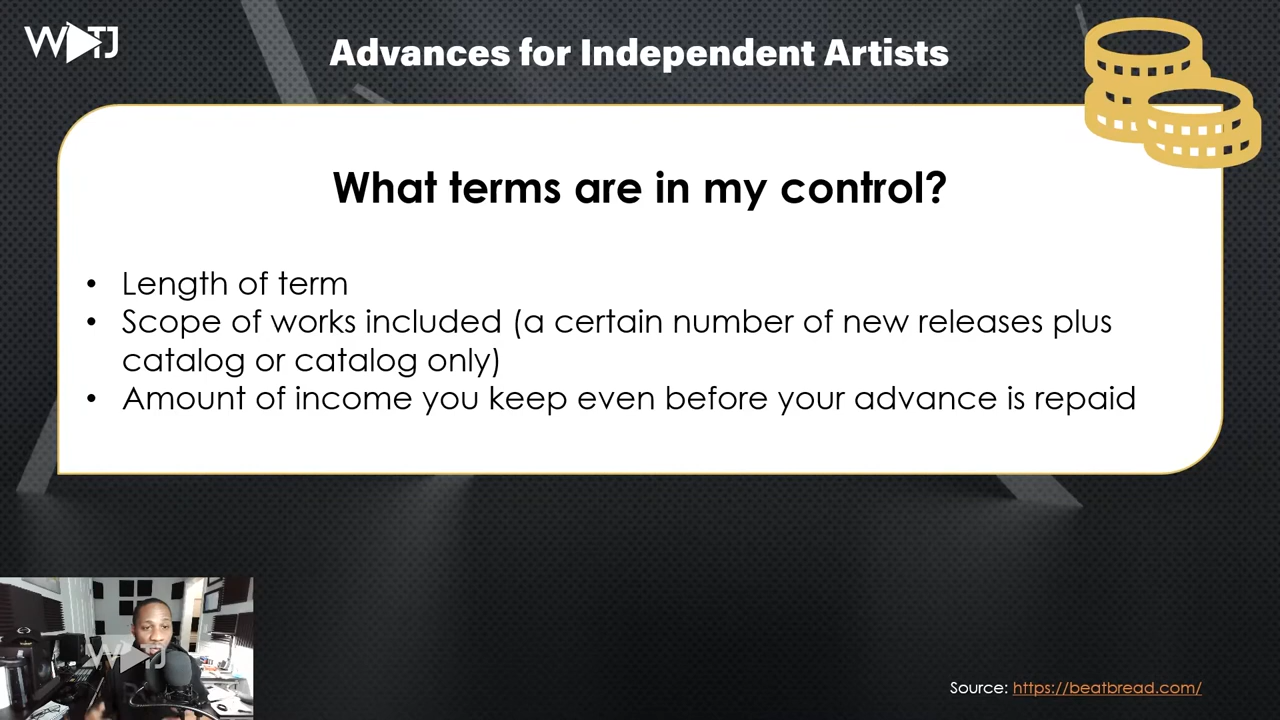 WTJ
Advances for Independent Artists
What terms are in my control?
• Length of term
• Scope of works included (a certain number of new releases plus
catalog or catalog only)
• Amount of income you keep even before your advance is repaid
WTJ
Source: https://beatbread.com/